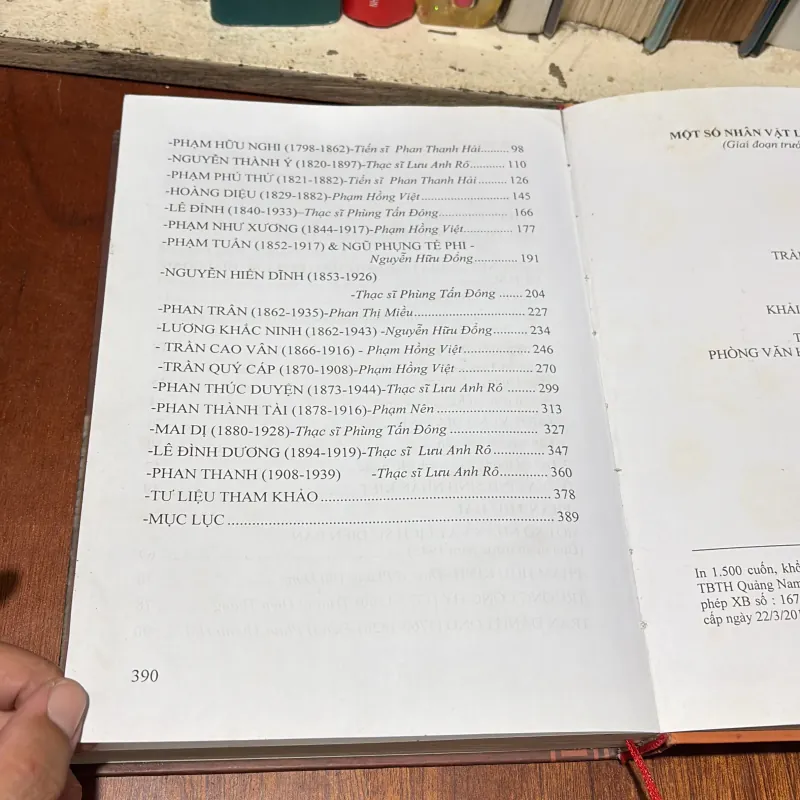 -PHẠM HỮU NGHI (1798-1862)-Tiến sĩ Phan Thanh Hải......... 98
-NGUYỄN THÀNH Ý (1820-1897)-Thạc sĩ Lưu Anh Rô........... 110
-PHẠM PHÚ THỨ (1821-1882)-Tiến sĩ Phan Thanh Hải......... 126
-HOÀNG DIỆU (1829-1882)-Phạm Hồng Việt............................ 145
-LÊ ĐỈNH (1840-1933)–Thạc sĩ Phùng Tấn Đông..................... 166
-PHẠM NHƯ XƯƠNG (1844-1917)-Phạm Hồng Việt............... 177
-PHẠM TUẤN (1852-1917) & NGŨ PHỤNG TỀ PHI -
Nguyễn Hữu Đổng............. 191
-NGUYỄN HIỂN DĨNH (1853-1926)
-Thạc sĩ Phùng Tấn Đông ....... 204
-PHAN TRÂN (1862-1935)-Phan Thị Miều................................. 227
-LƯƠNG KHẮC NINH (1862-1943) -Nguyễn Hữu Đổng........... 234
- TRẦN CAO VÂN (1866-1916) - Phạm Hồng Việt.................... 246
-TRẦN QUÝ CÁP (1870-1908)-Phạm Hồng Việt ..................... 270
-PHAN THÚC DUYỆN (1873-1944)-Thạc sĩ Lưu Anh Rô ........ 299
-PHAN THÀNH TÀI (1878-1916)-Phạm Nên ............................. 313
-MAI DỊ (1880-1928)-Thạc sĩ Phùng Tấn Đông ........................ 327
-LÊ ĐÌNH DƯƠNG (1894-1919)-Thạc sĩ Lưu Anh Rô............... 347
-PHAN THANH (1908-1939) -Thạc sĩ Lưu Anh Rô ............ 360
-TƯ LIỆU THAM KHẢO.......................................................... 378
-MỤC LỤC................................................................................ 389
390
MỘT SỐ NHÂN VẬT
(Giai đoạn
KHẢI
PHÒNG VĂN
In 1.500 cuốn,
TBTH Quảng Nam
phép XB số : 167
cấp ngày